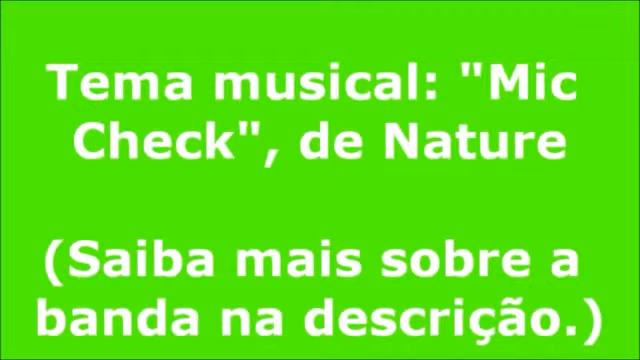 Tema musical: "Mic
Check", de Nature
(Saiba mais sobre a
banda na descrição.)